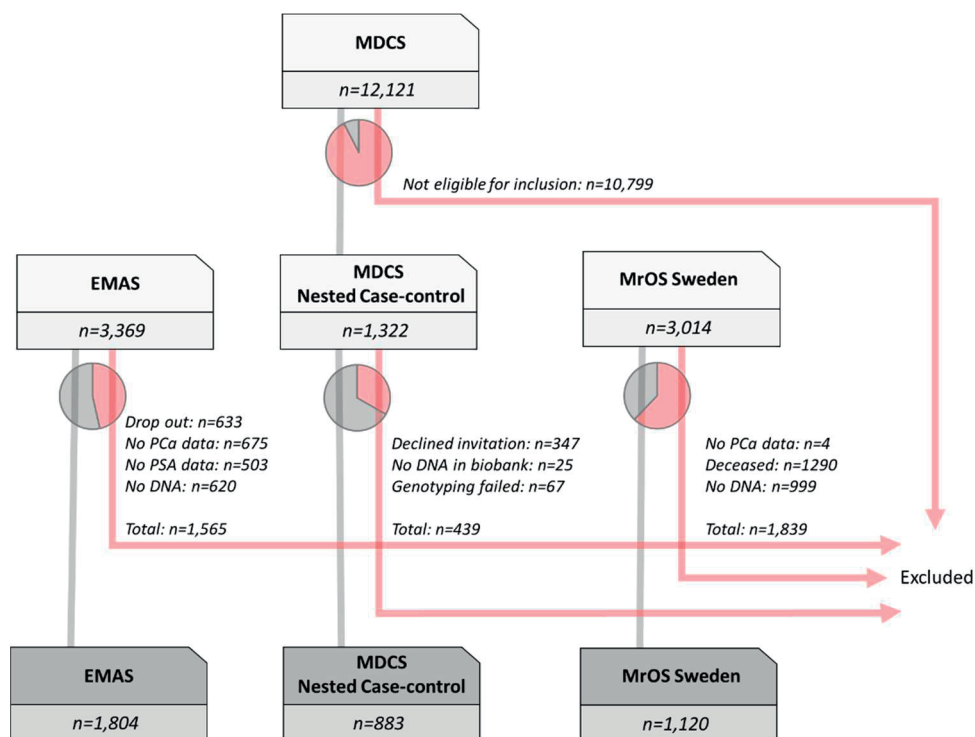 MDCS
n=12,121
Not eligible for inclusion: n=10,799
EMAS
n=3,369
MDCS
Nested Case-control
n=1,322
MrOS Sweden
n=3,014
Drop out: n=633
No PCa data: n=675
No PSA data: n=503
No DNA: n=620
Total: n=1,565
Declined invitation: n=347
No DNA in biobank: n=25
Genotyping failed: n=67
Total: n=439
No PCa data: n=4
Deceased: n=1290
No DNA: n=999
Total: n=1,839
Excluded
EMAS
n=1,804
MDCS
Nested Case-control
n=883
MrOS Sweden
n=1,120